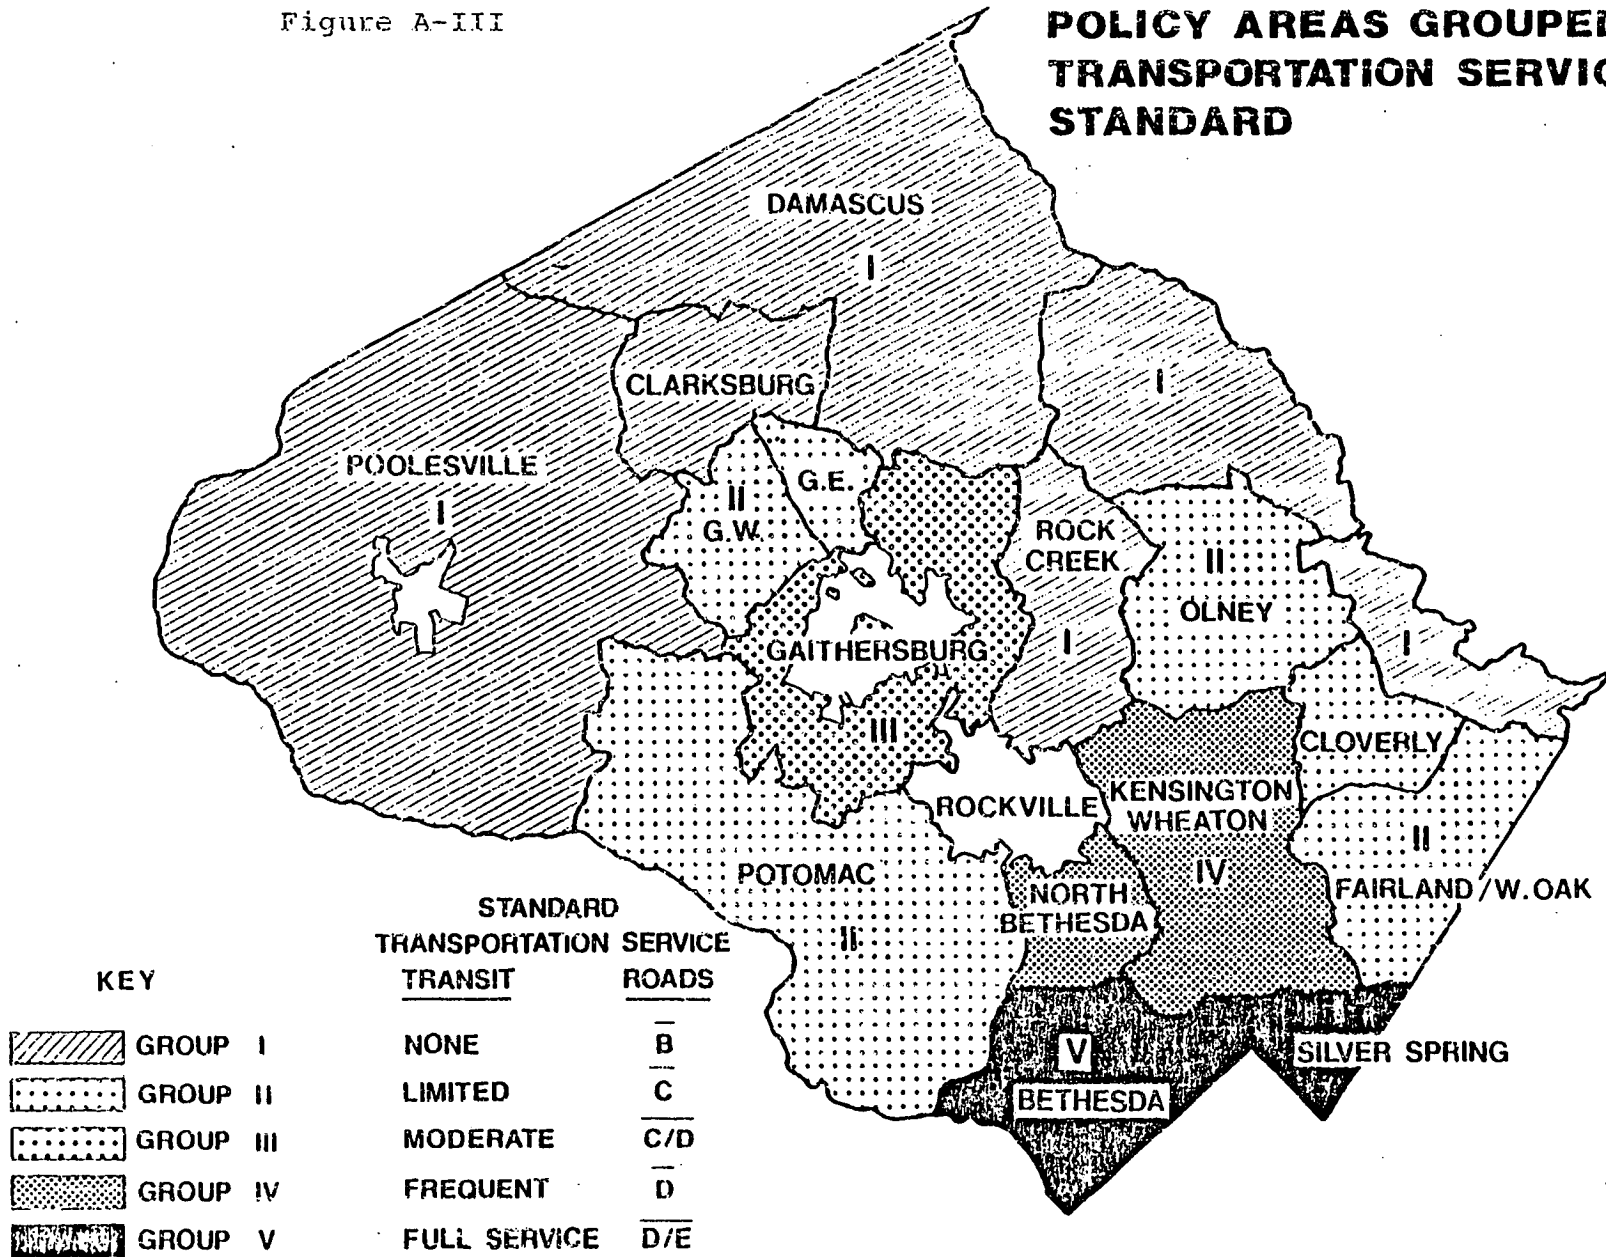 Figure A-III
POLICY AREAS GROUPED
TRANSPORTATION SERVIC
STANDARD
DAMASCUS
I
CLARKSBURG
I
POOLESVILLE
I
G.E.
II
G.W.
ROCK
CREEK
I
II
OLNEY
I
GAITHERSBURG
III
CLOVERLY
ROCKVILLE
KENSINGTON
WHEATON
IV
II
FAIRLAND/W.OAK
POTOMAC
II
NORTH
BETHESDA
V
BETHESDA
SILVER SPRING
STANDARD
TRANSPORTATION SERVICE
KEY TRANSIT ROADS
GROUP I NONE B
GROUP II LIMITED C
GROUP III MODERATE C/D
GROUP IV FREQUENT D
GROUP V FULL SERVICE D/E